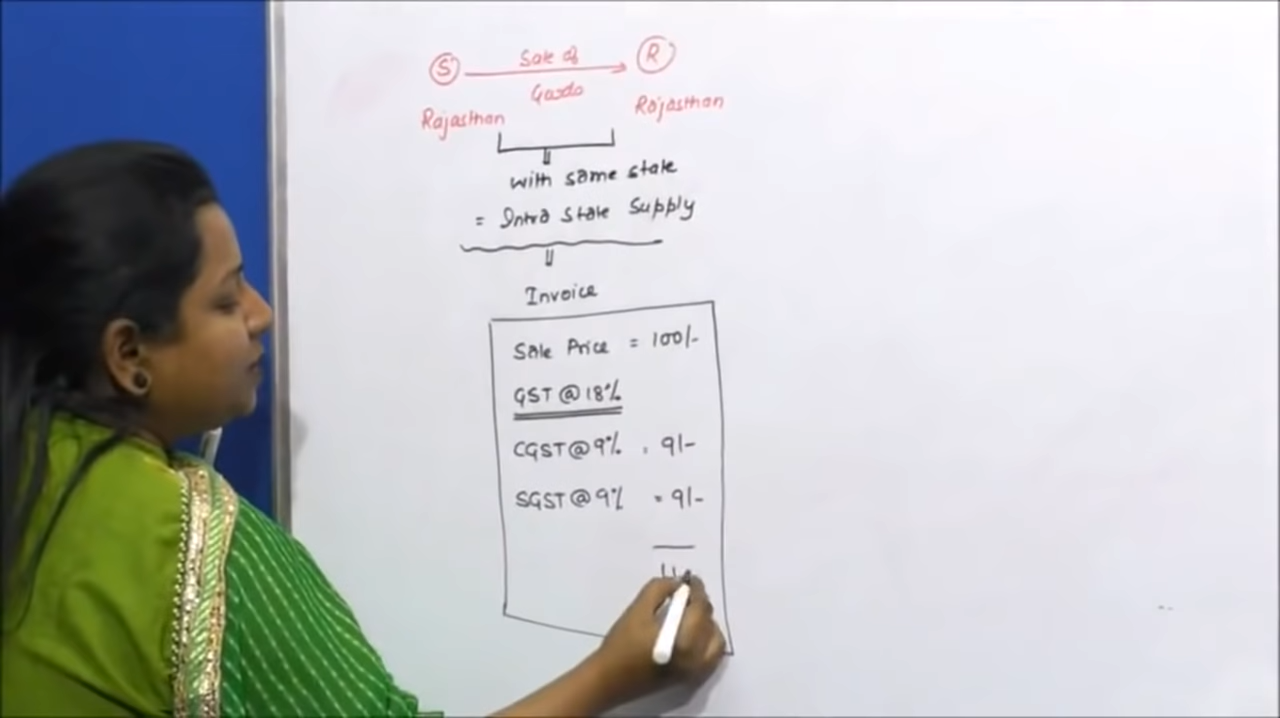 S Sale of R
Goods
Rajasthan Rajasthan
with same state
= Intra State Supply
Invoice
Sale Price = 100/-
GST @ 18%
CGST @ 9% = 9/-
SGST @ 9% = 9/-